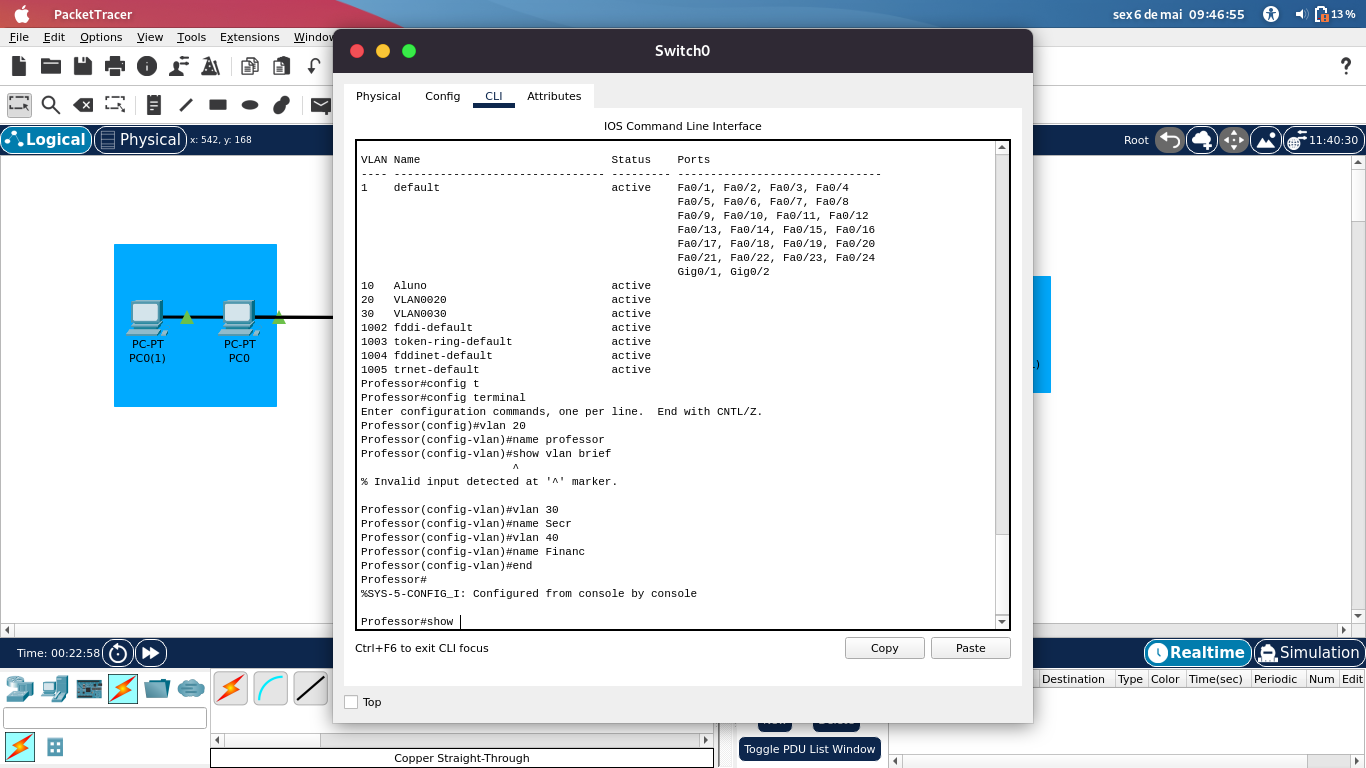 PacketTracer
sex 6 de mai 09:46:55
13 %
File Edit Options View Tools Extensions Window
Switch0
Physical Config CLI Attributes
IOS Command Line Interface
Logical Physical x: 542, y: 168
Root 11:40:30
VLAN Name Status Ports
---- -------------------------------- --------- -------------------------------
1 default active Fa0/1, Fa0/2, Fa0/3, Fa0/4
Fa0/5, Fa0/6, Fa0/7, Fa0/8
Fa0/9, Fa0/10, Fa0/11, Fa0/12
Fa0/13, Fa0/14, Fa0/15, Fa0/16
Fa0/17, Fa0/18, Fa0/19, Fa0/20
Fa0/21, Fa0/22, Fa0/23, Fa0/24
Gig0/1, Gig0/2
10 Aluno active
20 VLAN0020 active
30 VLAN0030 active
1002 fddi-default active
1003 token-ring-default active
1004 fddinet-default active
1005 trnet-default active
Professor#config t
Professor#config terminal
Enter configuration commands, one per line. End with CNTL/Z.
Professor(config)#vlan 20
Professor(config-vlan)#name professor
Professor(config-vlan)#show vlan brief
^
% Invalid input detected at '^' marker.
Professor(config-vlan)#vlan 30
Professor(config-vlan)#name Secr
Professor(config-vlan)#vlan 40
Professor(config-vlan)#name Financ
Professor(config-vlan)#end
Professor#
%SYS-5-CONFIG_I: Configured from console by console
Professor#show
Ctrl+F6 to exit CLI focus
Copy
Paste
Top
PC-PT
PC0(1)
PC-PT
PC0
Time: 00:22:58
Realtime
Simulation
Destination Type Color Time(sec) Periodic Num Edit
Toggle PDU List Window
Copper Straight-Through